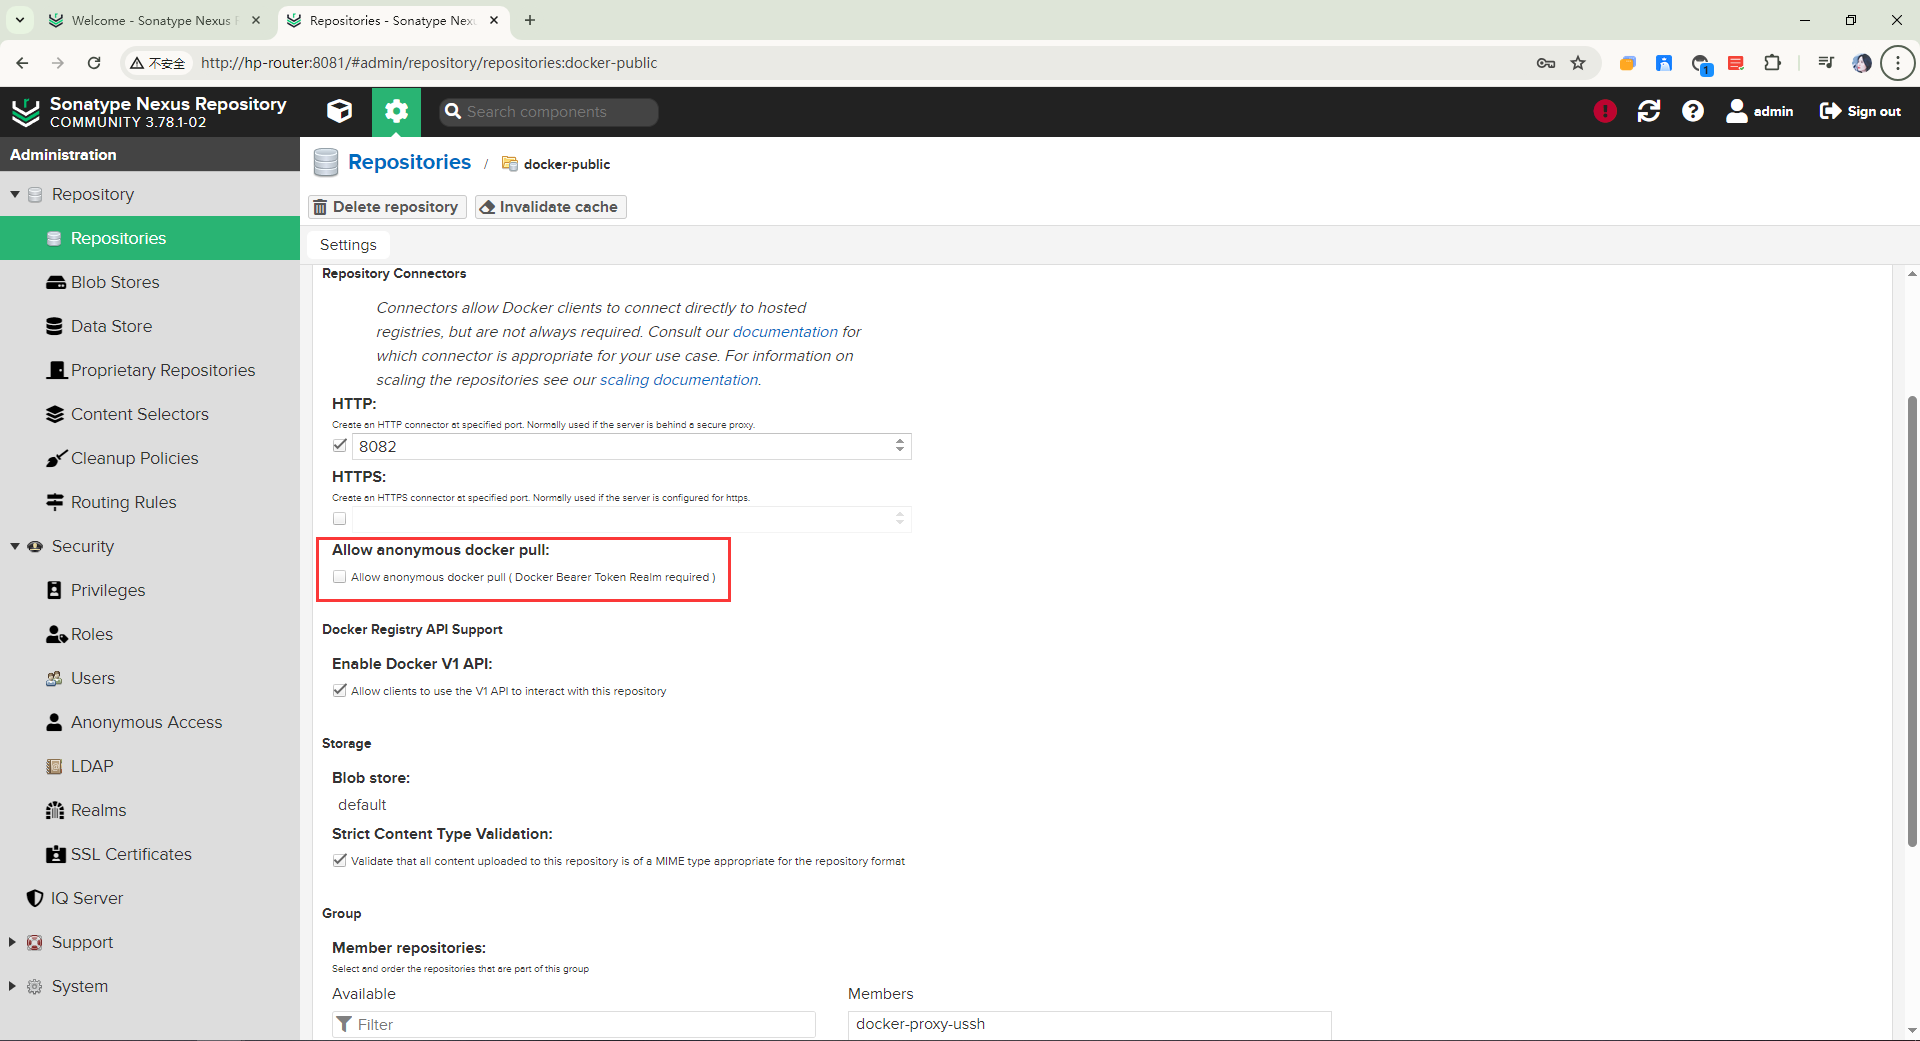 Welcome - Sonatype Nexus
Repositories - Sonatype Nexu
不安全
http://hp-router:8081/#admin/repository/repositories:docker-public
1
Sonatype Nexus Repository
COMMUNITY 3.78.1-02
Search components
admin
Sign out
Administration
Repositories / docker-public
Repository
Delete repository
Invalidate cache
Repositories
Settings
Repository Connectors
Blob Stores
Connectors allow Docker clients to connect directly to hosted
registries, but are not always required. Consult our documentation for
which connector is appropriate for your use case. For information on
scaling the repositories see our scaling documentation.
Data Store
Proprietary Repositories
Content Selectors
HTTP:
Create an HTTP connector at specified port. Normally used if the server is behind a secure proxy.
8082
Cleanup Policies
HTTPS:
Create an HTTPS connector at specified port. Normally used if the server is configured for https.
Routing Rules
Security
Allow anonymous docker pull:
Allow anonymous docker pull ( Docker Bearer Token Realm required )
Privileges
Roles
Docker Registry API Support
Enable Docker V1 API:
Allow clients to use the V1 API to interact with this repository
Users
Anonymous Access
Storage
LDAP
Blob store:
default
Realms
Strict Content Type Validation:
Validate that all content uploaded to this repository is of a MIME type appropriate for the repository format
SSL Certificates
IQ Server
Group
Support
Member repositories:
Select and order the repositories that are part of this group
System
Available
Members
Filter
docker-proxy-ussh